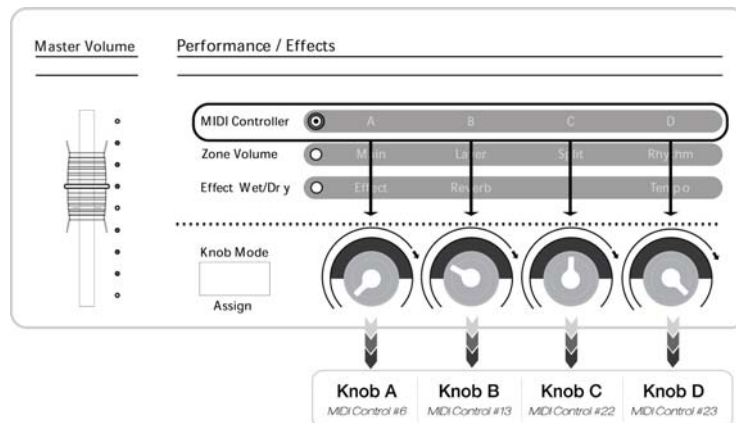 Master Volume
Performance / Effects
MIDI Controller A B C D
Zone Volume Main Layer Split Rhythm
Effect Wet/Dry Effect Reverb Tempo
Knob Mode
Assign
Knob A Knob B Knob C Knob D
MIDI Control #6 MIDI Control #13 MIDI Control #22 MIDI Control #23